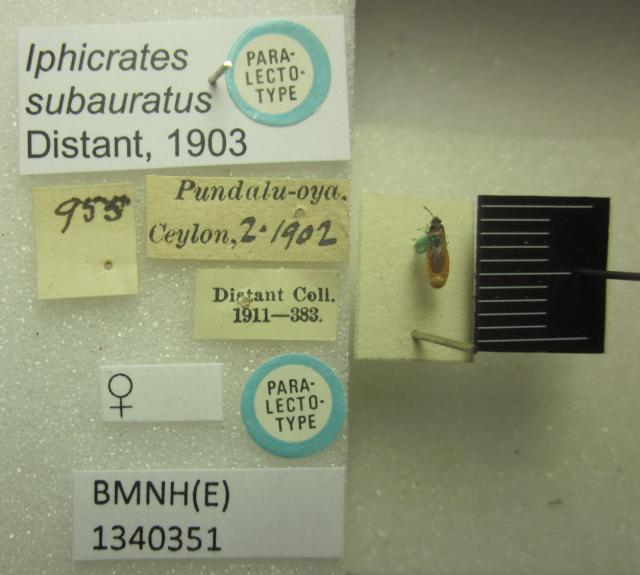 Iphicrates
subauratus
Distant, 1903
PARA-
LECTO-
TYPE
955
Pundalu-oya.
Ceylon, 2·1902
Distant Coll.
1911—383.
♀
PARA-
LECTO-
TYPE
BMNH(E)
1340351